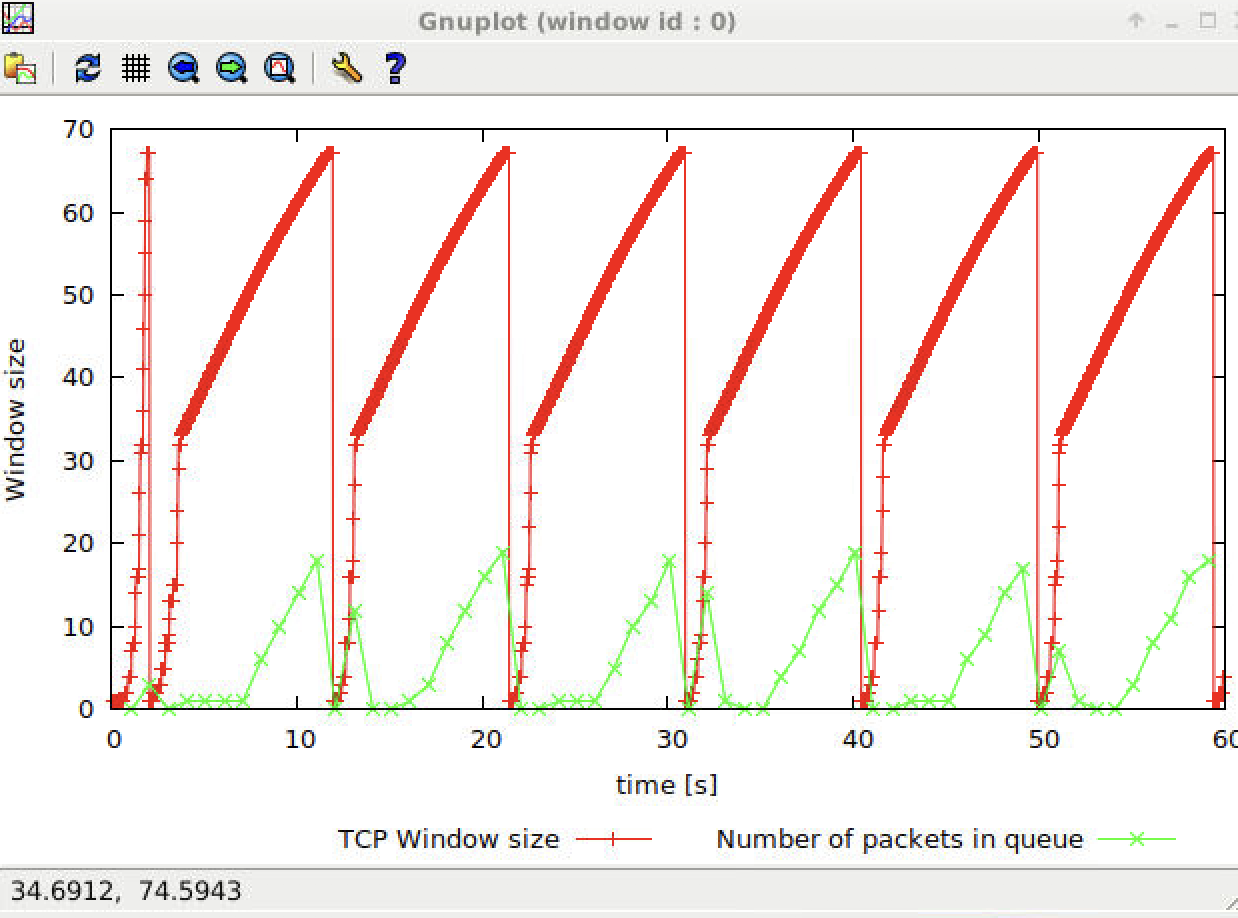 Gnuplot (window id : 0)
?
70
60
50
40
30
20
10
0
Window size
0 10 20 30 40 50 60
time [s]
TCP Window size Number of packets in queue
34.6912, 74.5943